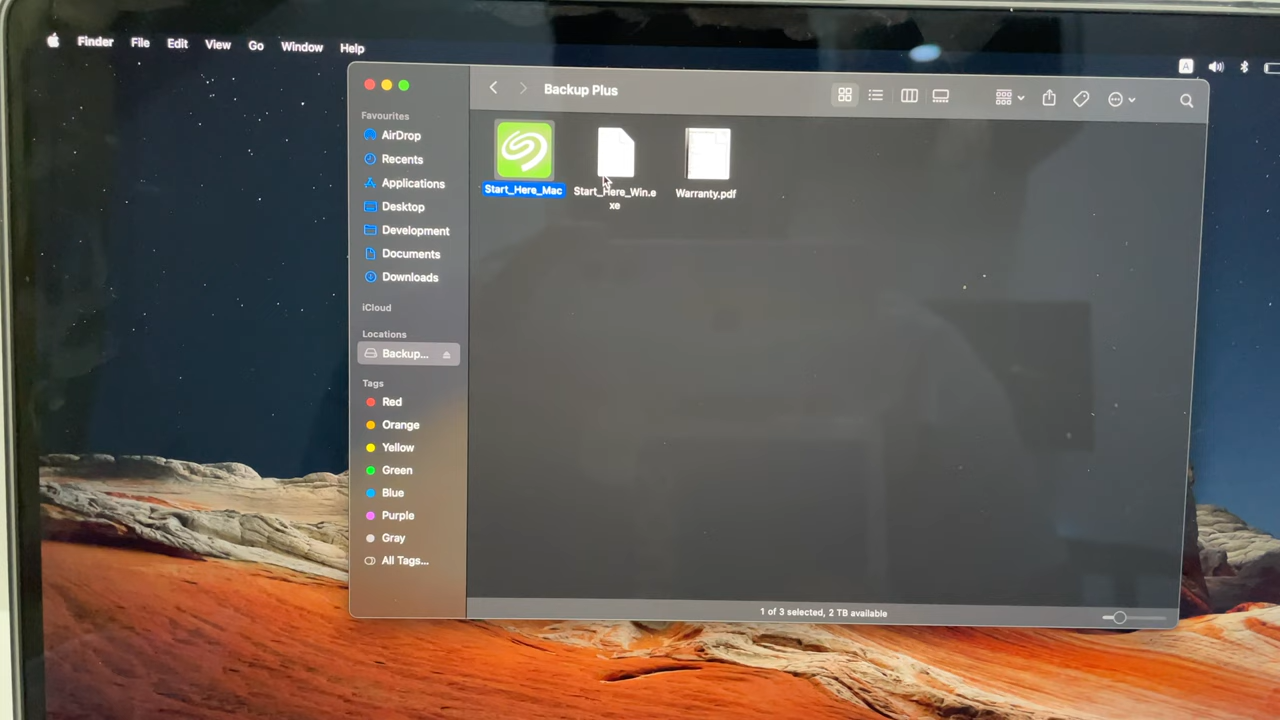 Finder File Edit View Go Window Help
A
Backup Plus
Favourites
AirDrop
Recents
Applications
Desktop
Development
Documents
Downloads
iCloud
Locations
Backup...
Tags
Red
Orange
Yellow
Green
Blue
Purple
Gray
All Tags...
Start_Here_Mac
Start_Here_Win.e
xe
Warranty.pdf
1 of 3 selected, 2 TB available